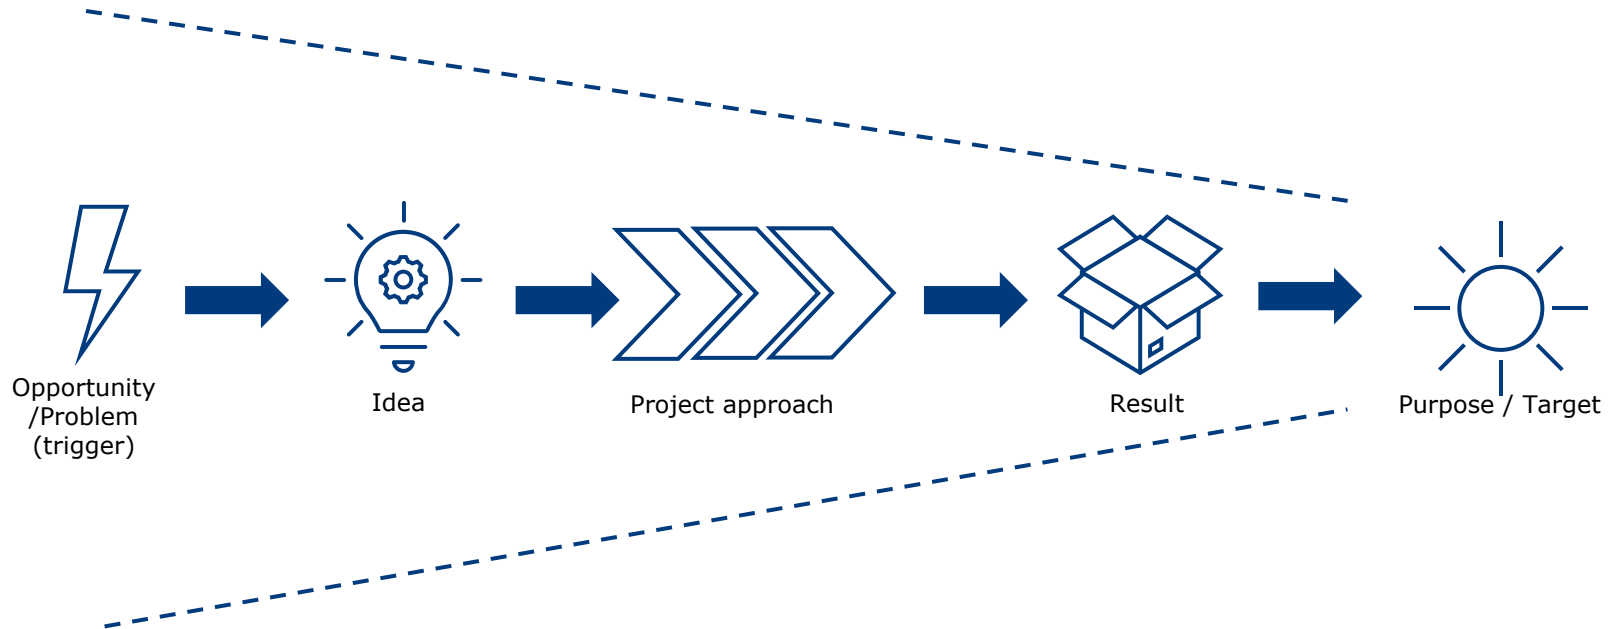 Opportunity
/Problem
(trigger)
Idea
Project approach
Result
Purpose / Target